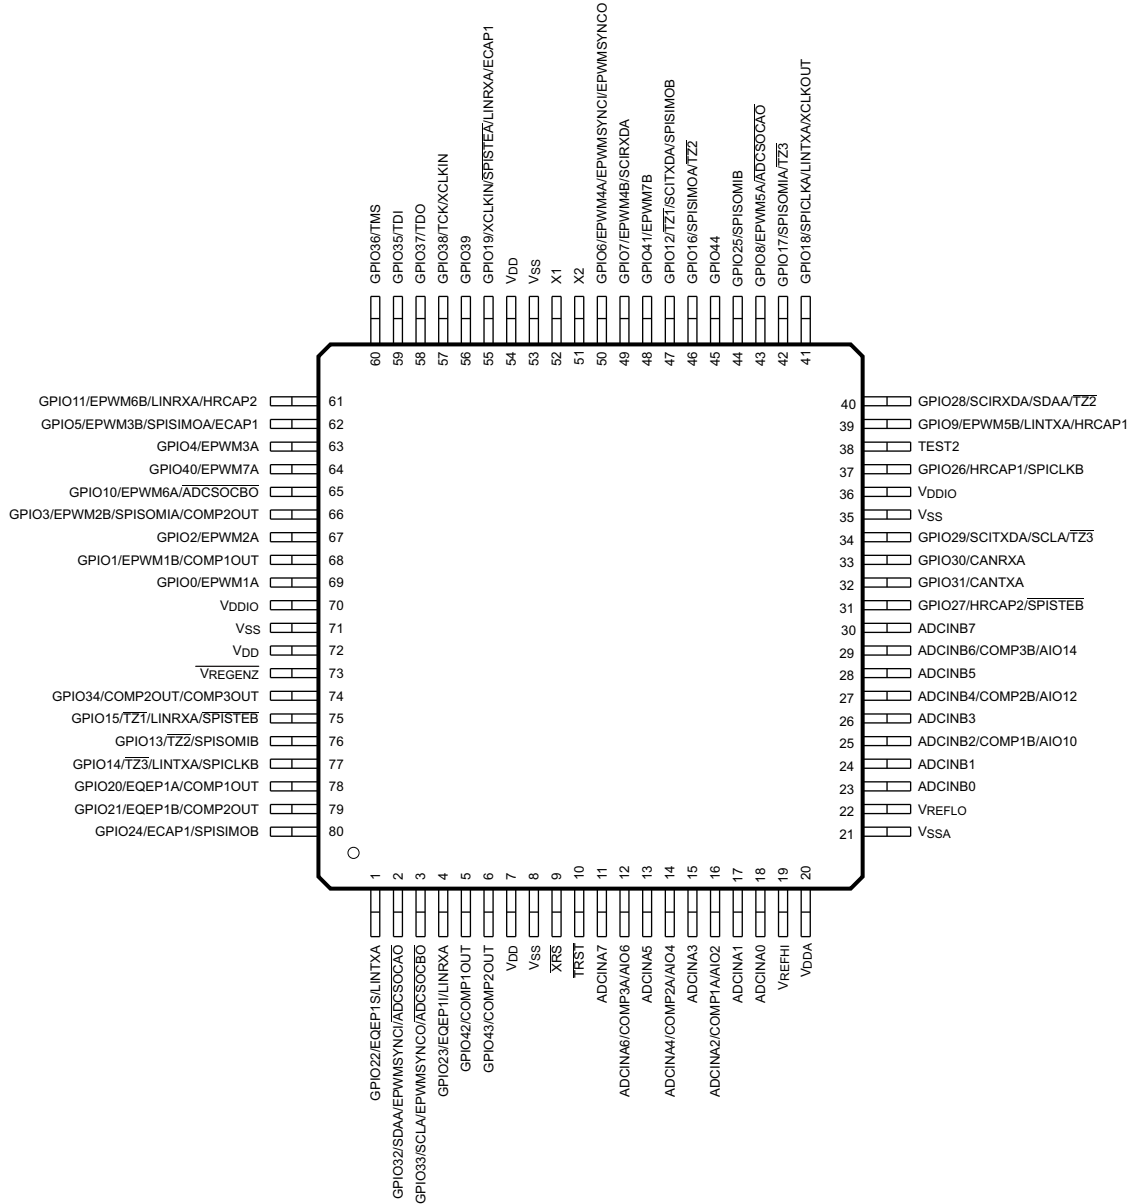 GPIO36/TMS
GPIO35/TDI
GPIO37/TDO
GPIO38/TCK/XCLKIN
GPIO39
GPIO19/XCLKIN/SPISTEA/LINRXA/ECAP1
VDD
VSS
X1
X2
GPIO6/EPWM4A/EPWMSYNCI/EPWMSYNCO
GPIO7/EPWM4B/SCIRXDA
GPIO41/EPWM7B
GPIO12/TZ1/SCITXDA/SPISIMOB
GPIO16/SPISIMOA/TZ2
GPIO44
GPIO25/SPISOMIB
GPIO8/EPWM5A/ADCSOCAO
GPIO17/SPISOMIA/TZ3
GPIO18/SPICLKA/LINTXA/XCLKOUT
60
59
58
57
56
55
54
53
52
51
50
49
48
47
46
45
44
43
42
41
GPIO11/EPWM6B/LINRXA/HRCAP2 61
GPIO5/EPWM3B/SPISIMOA/ECAP1 62
GPIO4/EPWM3A 63
GPIO40/EPWM7A 64
GPIO10/EPWM6A/ADCSOCBO 65
GPIO3/EPWM2B/SPISOMIA/COMP2OUT 66
GPIO2/EPWM2A 67
GPIO1/EPWM1B/COMP1OUT 68
GPIO0/EPWM1A 69
VDDIO 70
VSS 71
VDD 72
VREGENZ 73
GPIO34/COMP2OUT/COMP3OUT 74
GPIO15/TZ1/LINRXA/SPISTEB 75
GPIO13/TZ2/SPISOMIB 76
GPIO14/TZ3/LINTXA/SPICLKB 77
GPIO20/EQEP1A/COMP1OUT 78
GPIO21/EQEP1B/COMP2OUT 79
GPIO24/ECAP1/SPISIMOB 80
40 GPIO28/SCIRXDA/SDAA/TZ2
39 GPIO9/EPWM5B/LINTXA/HRCAP1
38 TEST2
37 GPIO26/HRCAP1/SPICLKB
36 VDDIO
35 VSS
34 GPIO29/SCITXDA/SCLA/TZ3
33 GPIO30/CANRXA
32 GPIO31/CANTXA
31 GPIO27/HRCAP2/SPISTEB
30 ADCINB7
29 ADCINB6/COMP3B/AIO14
28 ADCINB5
27 ADCINB4/COMP2B/AIO12
26 ADCINB3
25 ADCINB2/COMP1B/AIO10
24 ADCINB1
23 ADCINB0
22 VREFLO
21 VSSA
1
2
3
4
5
6
7
8
9
10
11
12
13
14
15
16
17
18
19
20
GPIO22/EQEP1S/LINTXA
GPIO32/SDAA/EPWMSYNCI/ADCSOCAO
GPIO33/SCLA/EPWMSYNCO/ADCSOCBO
GPIO23/EQEP1I/LINRXA
GPIO42/COMP1OUT
GPIO43/COMP2OUT
VDD
VSS
XRS
TRST
ADCINA7
ADCINA6/COMP3A/AIO6
ADCINA5
ADCINA4/COMP2A/AIO4
ADCINA3
ADCINA2/COMP1A/AIO2
ADCINA1
ADCINA0
VREFHI
VDDA